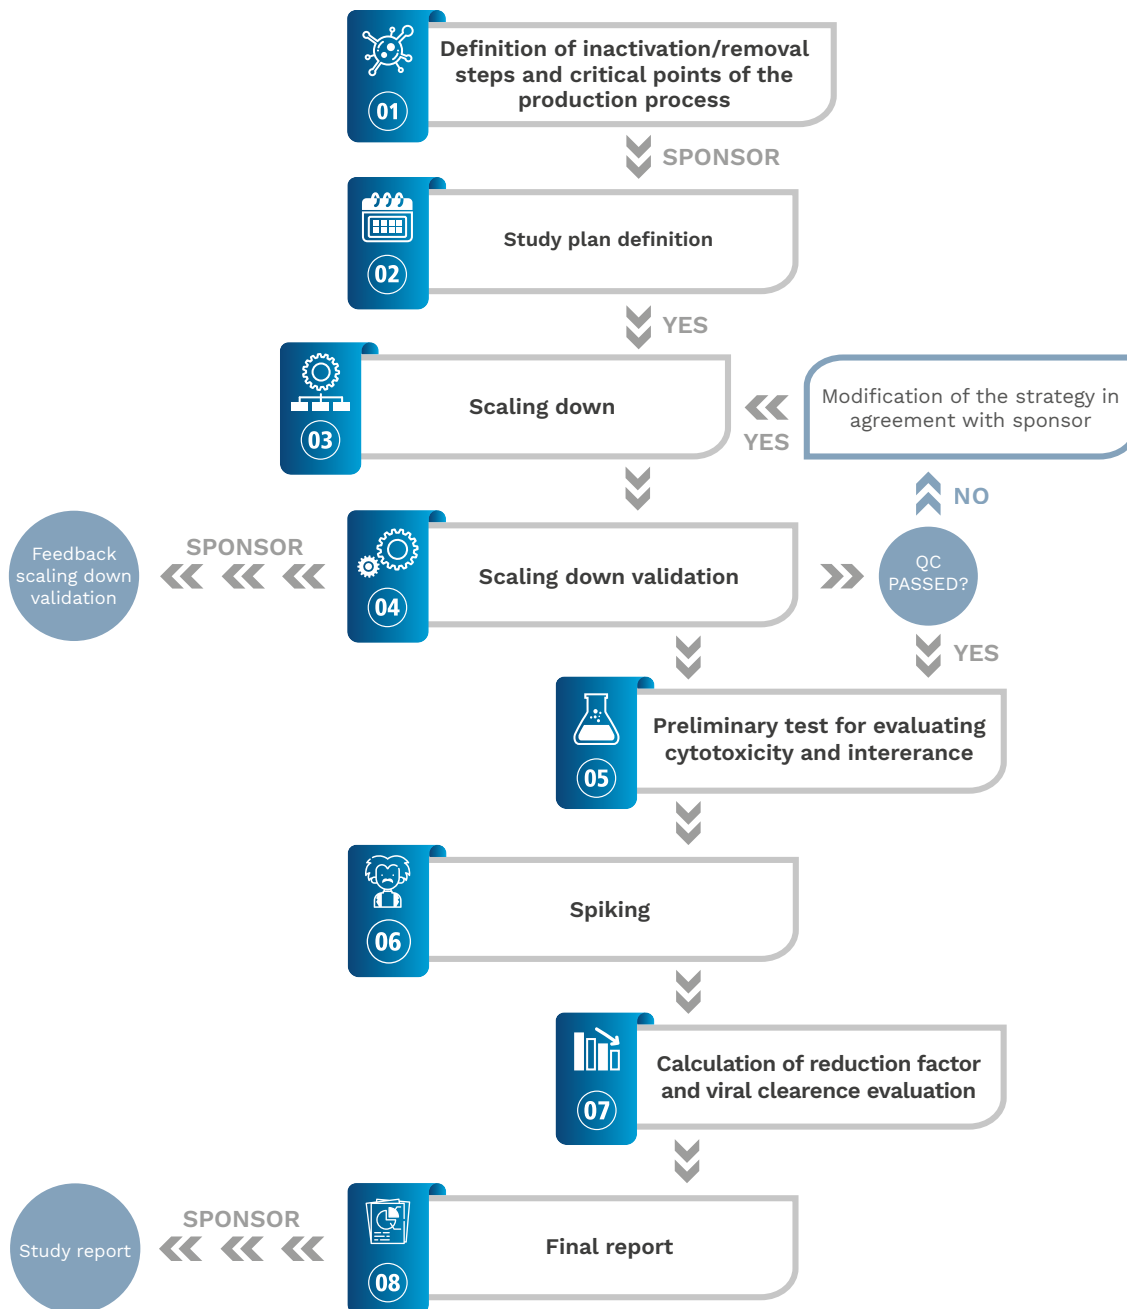 Definition of inactivation/removal
steps and critical points of the
production process
01
SPONSOR
Study plan definition
02
YES
Scaling down
03
Modification of the strategy in
agreement with sponsor
YES
NO
Feedback
scaling down
validation
SPONSOR
Scaling down validation
04
QC
PASSED?
YES
Preliminary test for evaluating
cytotoxicity and intererance
05
Spiking
06
Calculation of reduction factor
and viral clearence evaluation
07
Study report
SPONSOR
Final report
08